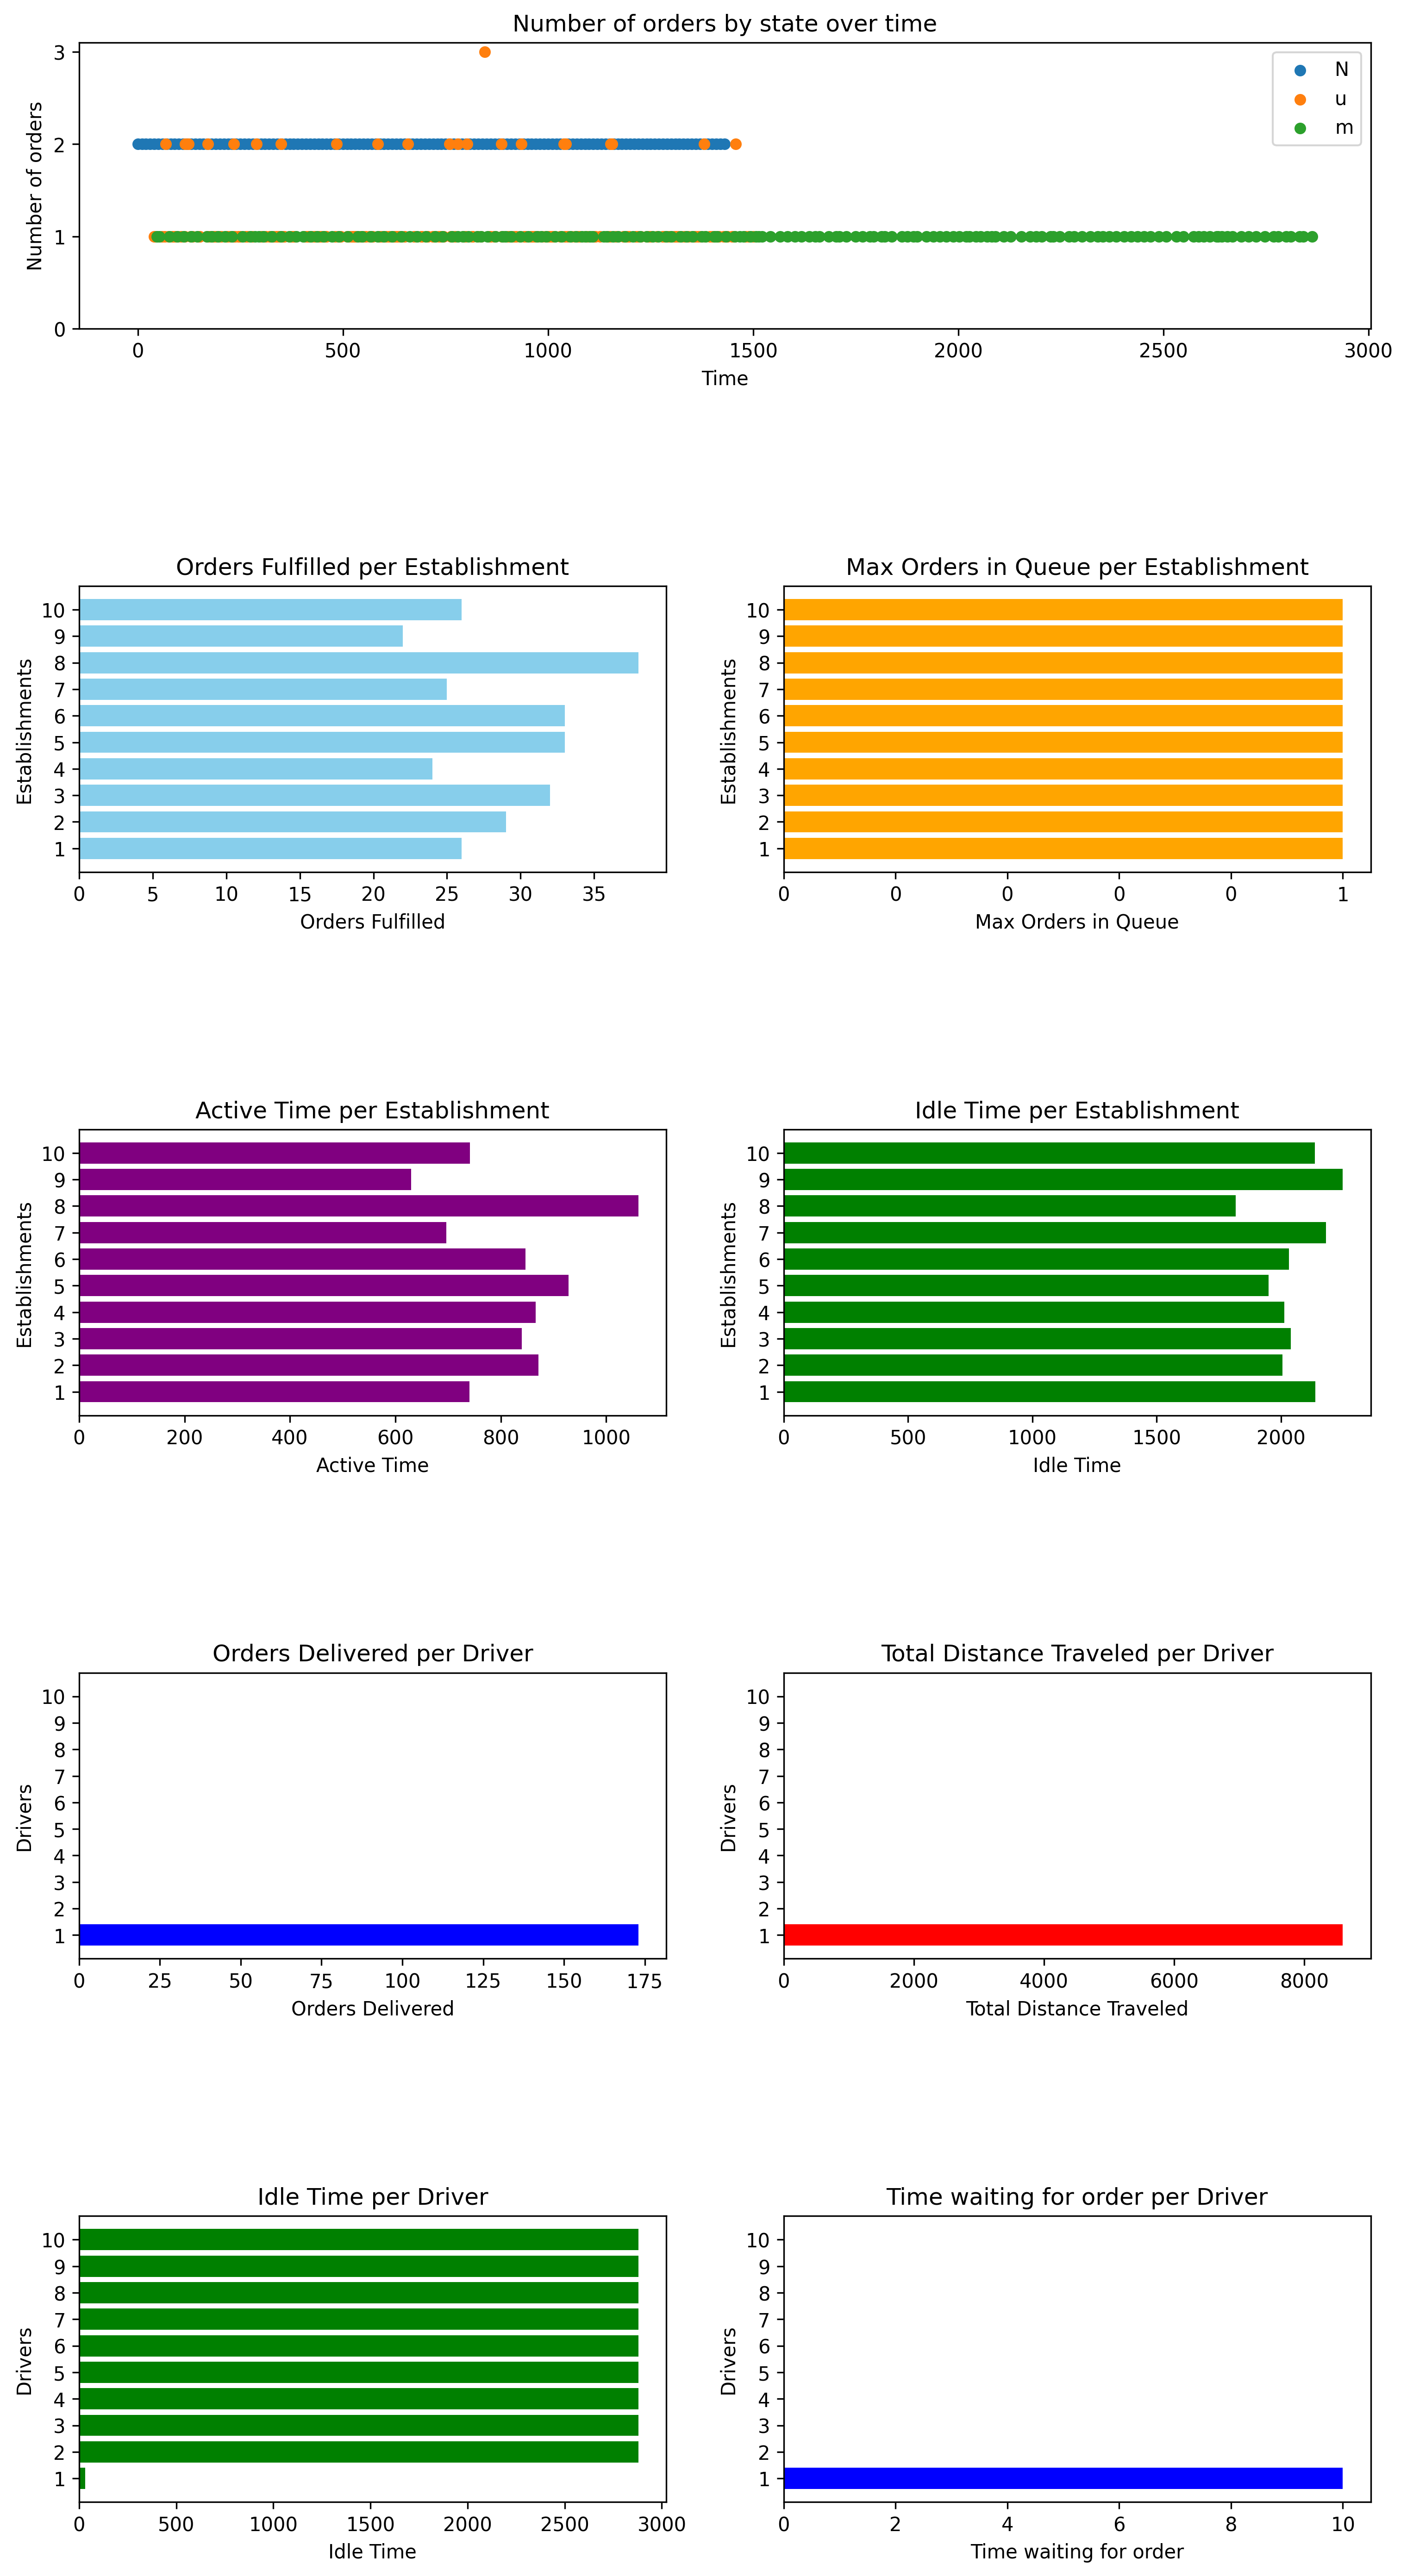 Number of orders by state over time
3
2
1
0
Number of orders
N
u
m
0 500 1000 1500 2000 2500 3000
Time
Orders Fulfilled per Establishment
10
9
8
7
6
5
4
3
2
1
Establishments
0 5 10 15 20 25 30 35
Orders Fulfilled
Max Orders in Queue per Establishment
10
9
8
7
6
5
4
3
2
1
Establishments
0 0 0 0 0 1
Max Orders in Queue
Active Time per Establishment
10
9
8
7
6
5
4
3
2
1
Establishments
0 200 400 600 800 1000
Active Time
Idle Time per Establishment
10
9
8
7
6
5
4
3
2
1
Establishments
0 500 1000 1500 2000
Idle Time
Orders Delivered per Driver
10
9
8
7
6
5
4
3
2
1
Drivers
0 25 50 75 100 125 150 175
Orders Delivered
Total Distance Traveled per Driver
10
9
8
7
6
5
4
3
2
1
Drivers
0 2000 4000 6000 8000
Total Distance Traveled
Idle Time per Driver
10
9
8
7
6
5
4
3
2
1
Drivers
0 500 1000 1500 2000 2500 3000
Idle Time
Time waiting for order per Driver
10
9
8
7
6
5
4
3
2
1
Drivers
0 2 4 6 8 10
Time waiting for order